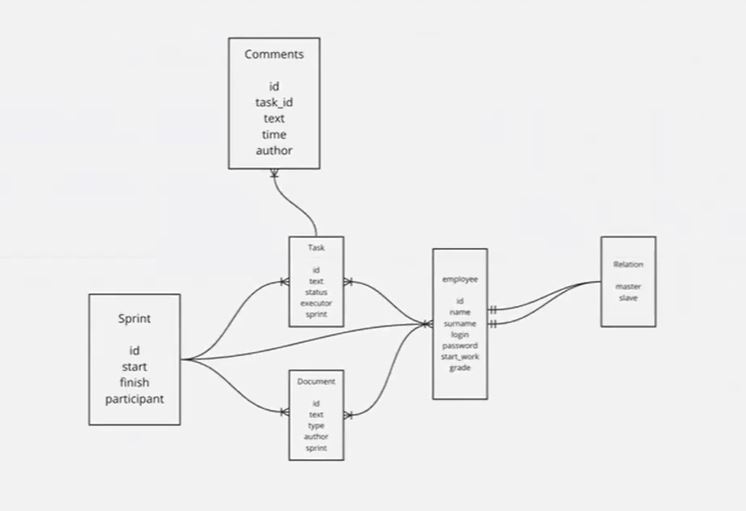 Comments
id
task_id
text
time
author
Task
id
text
status
executor
sprint
employee
id
name
surname
login
password
start_work
grade
Relation
master
slave
Sprint
id
start
finish
participant
Document
id
text
type
author
sprint